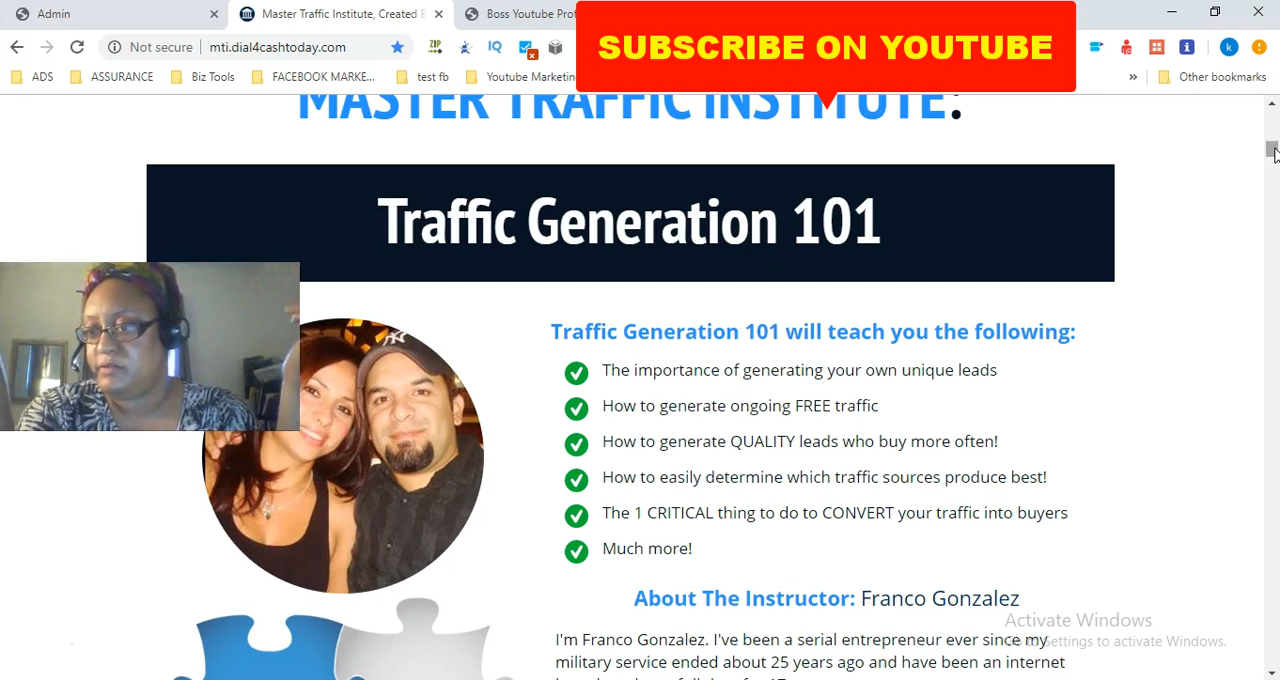 Admin
Master Traffic Institute, Created B
Boss Youtube Pro
SUBSCRIBE ON YOUTUBE
Not secure
mti.dial4cashtoday.com
ZIP
IQ
k
ADS
ASSURANCE
Biz Tools
FACEBOOK MARKE...
test fb
Youtube Marketin
Other bookmarks
MASTER TRAFFIC INSTITUTE:
Traffic Generation 101
Traffic Generation 101 will teach you the following:
The importance of generating your own unique leads
How to generate ongoing FREE traffic
How to generate QUALITY leads who buy more often!
How to easily determine which traffic sources produce best!
The 1 CRITICAL thing to do to CONVERT your traffic into buyers
Much more!
About The Instructor: Franco Gonzalez
Activate Windows
Settings to activate Windows.
I'm Franco Gonzalez. I've been a serial entrepreneur ever since my
military service ended about 25 years ago and have been an internet